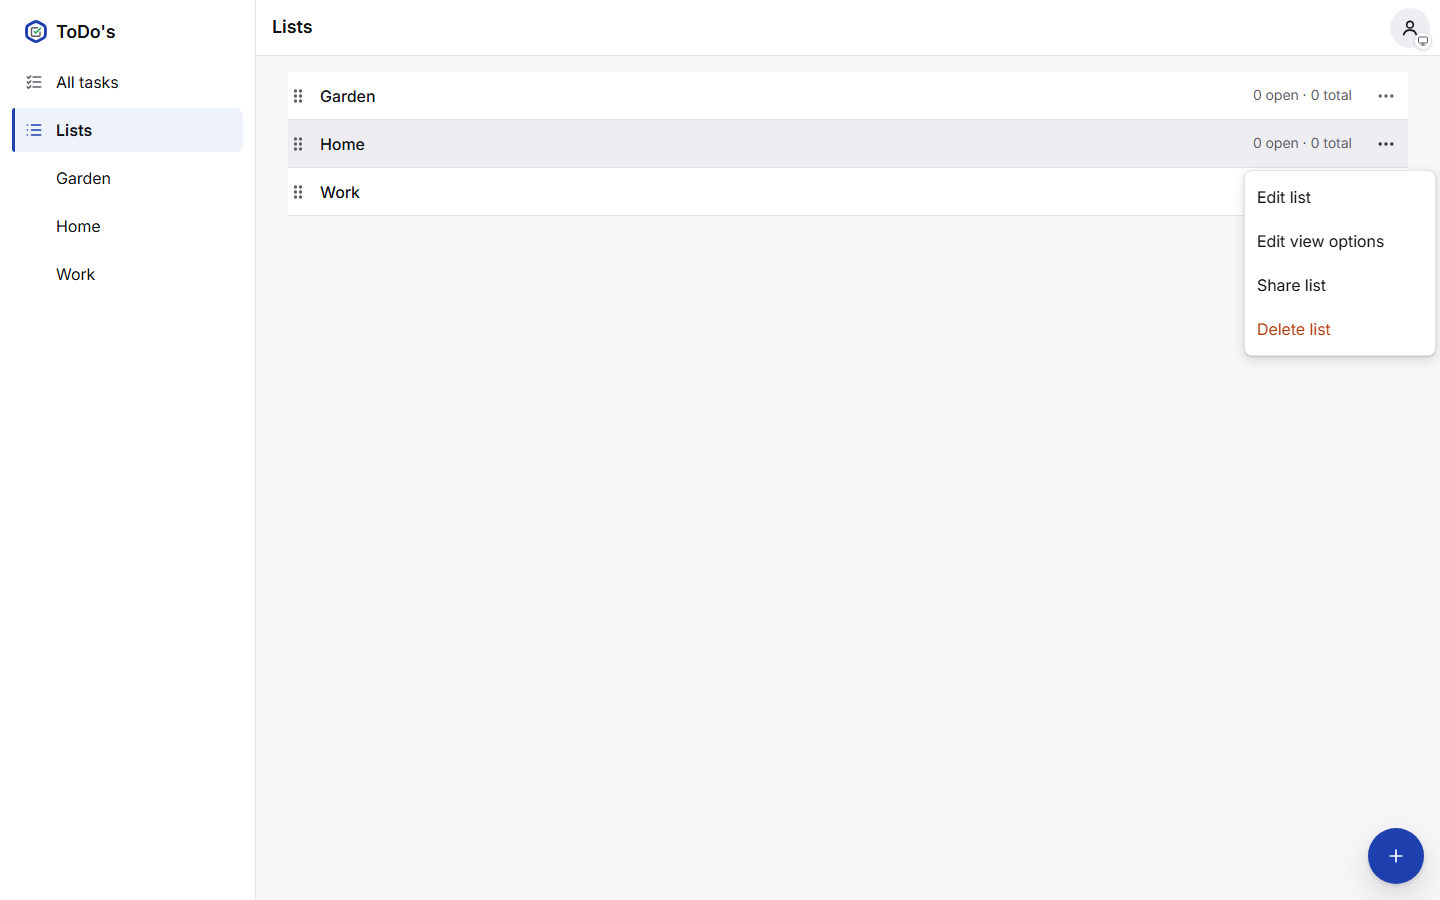 ToDo's
All tasks
Lists
Garden
Home
Work
Lists
Garden
0 open · 0 total
Home
0 open · 0 total
Work
Edit list
Edit view options
Share list
Delete list